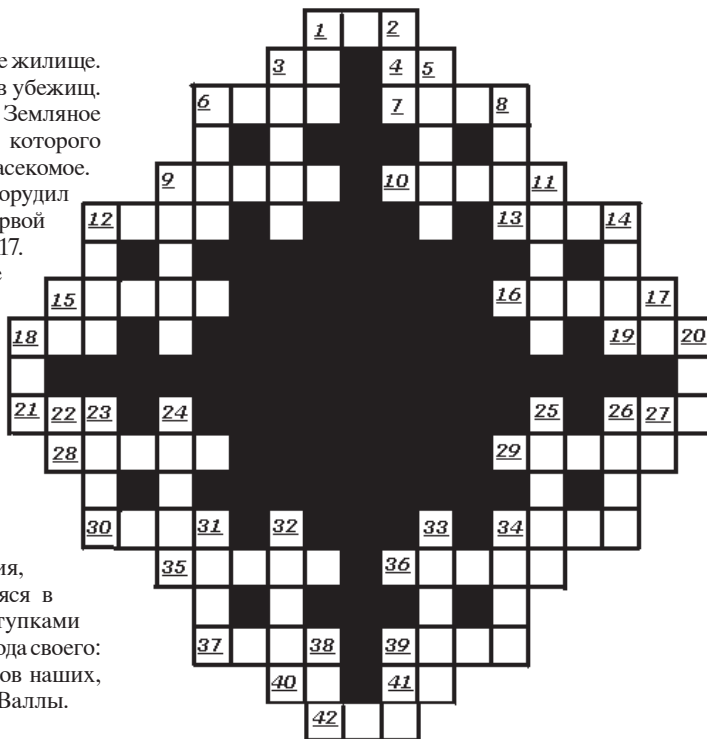 1 2
3 4 5
е жилище.
в убежищ.
6 7 8
Земляное
которого
асекомое.
9 10 11
орудил
12 13 14
рвой
17.
е
15 16 17
18 19 20
21 22 23 24 25 26 27
28 29
30 31 32 33 34
ия,
35 36
яся в
тупками
ода своего:
37 38 39
ов наших,
40 41
Валлы.
42